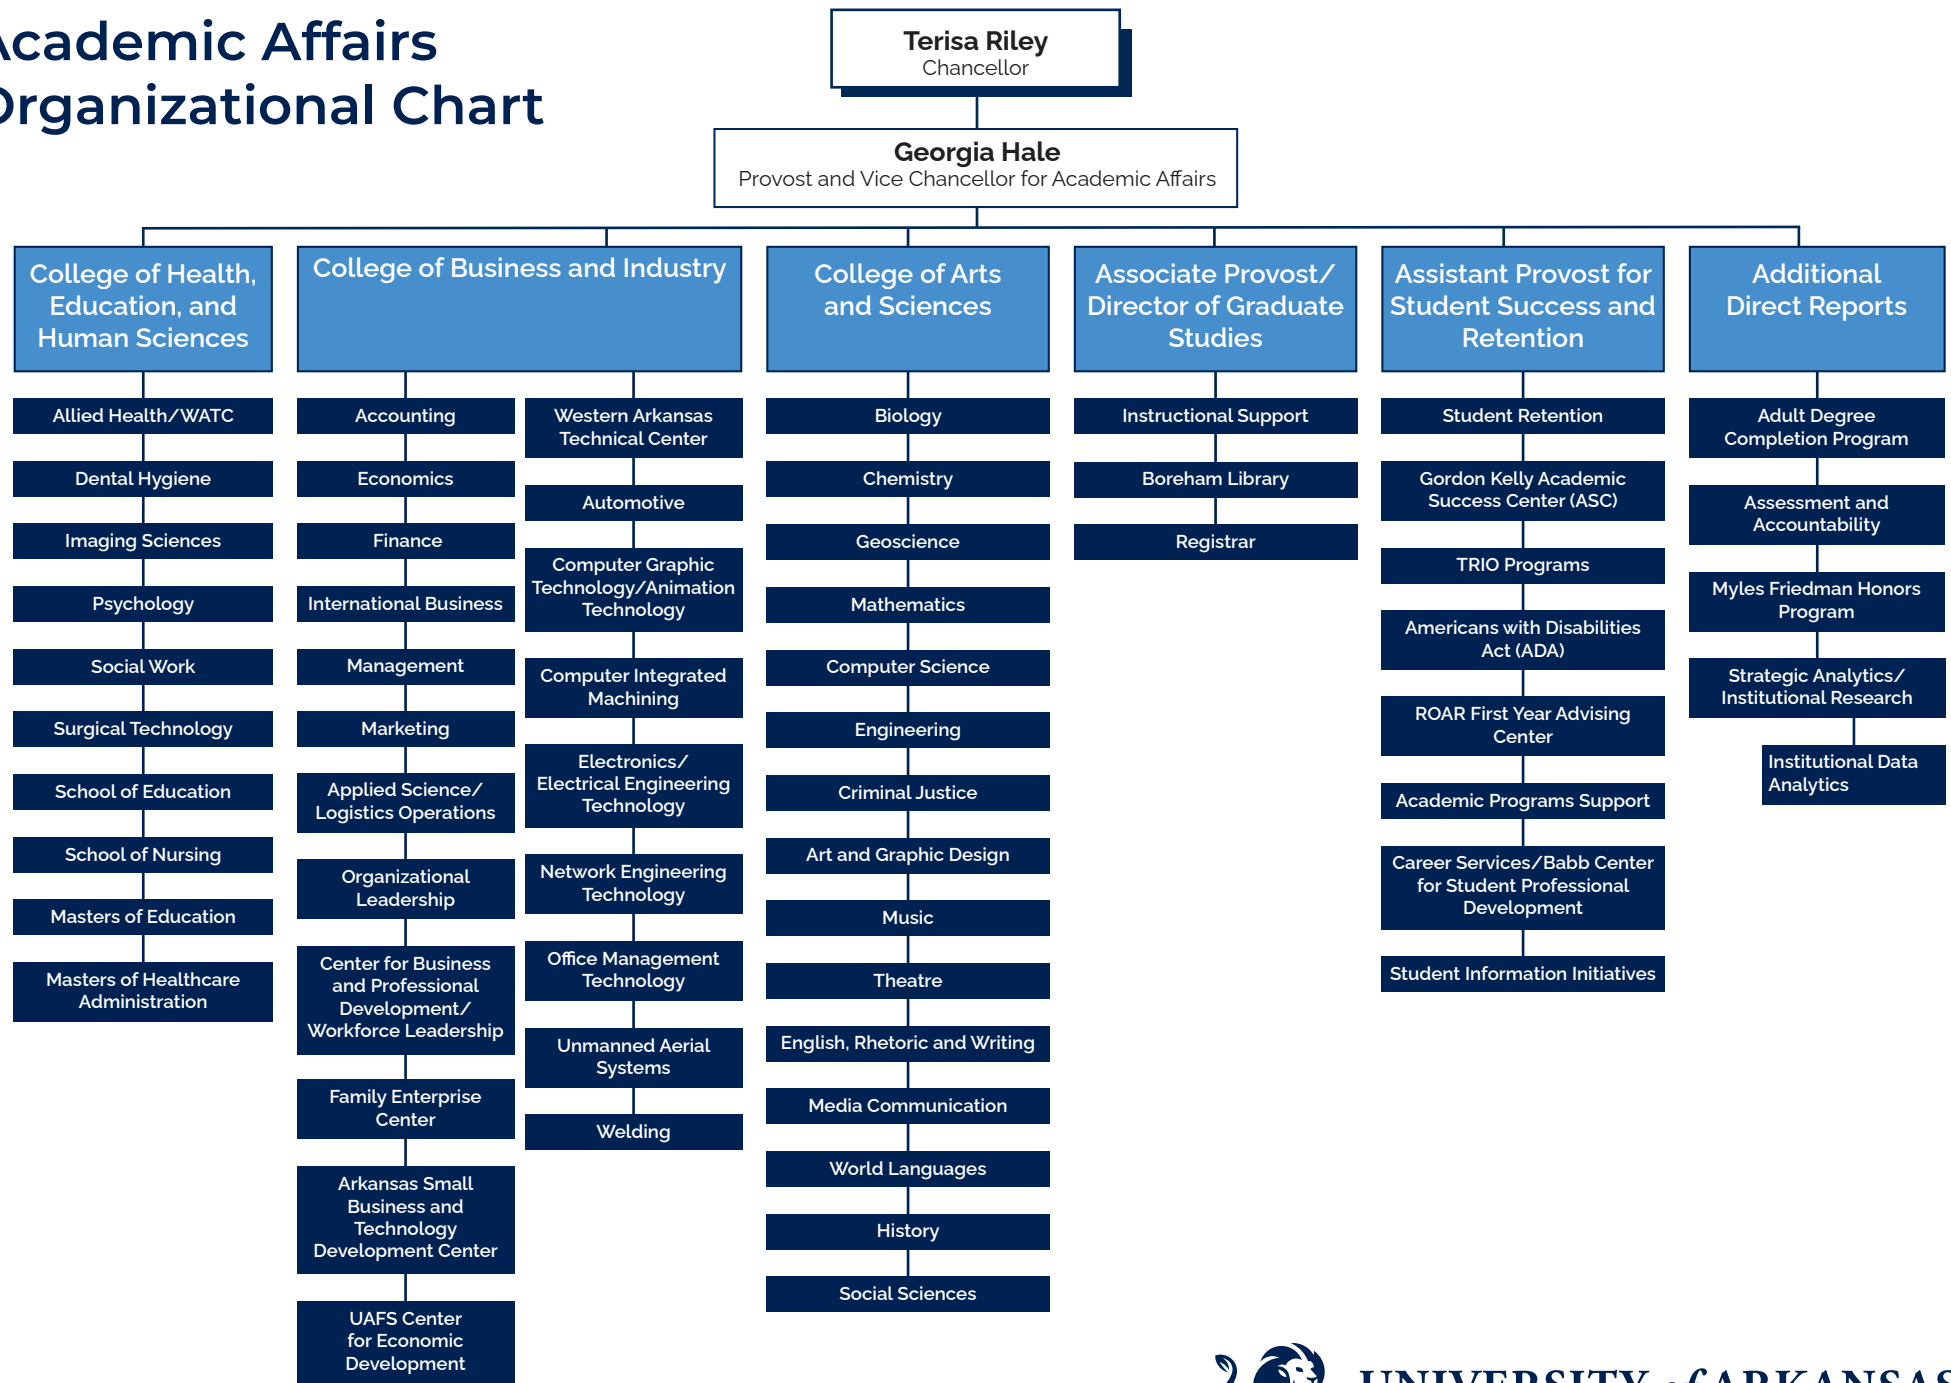 Academic Affairs
Organizational Chart
Terisa Riley
Chancellor
Georgia Hale
Provost and Vice Chancellor for Academic Affairs
College of Health,
Education, and
Human Sciences
Allied Health/WATC
Dental Hygiene
Imaging Sciences
Psychology
Social Work
Surgical Technology
School of Education
School of Nursing
Masters of Education
Masters of Healthcare
Administration
College of Business and Industry
Accounting
Economics
Finance
International Business
Management
Marketing
Applied Science/
Logistics Operations
Organizational
Leadership
Center for Business
and Professional
Development/
Workforce Leadership
Family Enterprise
Center
Arkansas Small
Business and
Technology
Development Center
UAFS Center
for Economic
Development
Western Arkansas
Technical Center
Automotive
Computer Graphic
Technology/Animation
Technology
Computer Integrated
Machining
Electronics/
Electrical Engineering
Technology
Network Engineering
Technology
Office Management
Technology
Unmanned Aerial
Systems
Welding
College of Arts
and Sciences
Biology
Chemistry
Geoscience
Mathematics
Computer Science
Engineering
Criminal Justice
Art and Graphic Design
Music
Theatre
English, Rhetoric and Writing
Media Communication
World Languages
History
Social Sciences
Associate Provost/
Director of Graduate
Studies
Instructional Support
Boreham Library
Registrar
Assistant Provost for
Student Success and
Retention
Student Retention
Gordon Kelly Academic
Success Center (ASC)
TRIO Programs
Americans with Disabilities
Act (ADA)
ROAR First Year Advising
Center
Academic Programs Support
Career Services/Babb Center
for Student Professional
Development
Student Information Initiatives
Additional
Direct Reports
Adult Degree
Completion Program
Assessment and
Accountability
Myles Friedman Honors
Program
Strategic Analytics/
Institutional Research
Institutional Data
Analytics
UNIVERSITY of ARKANSAS